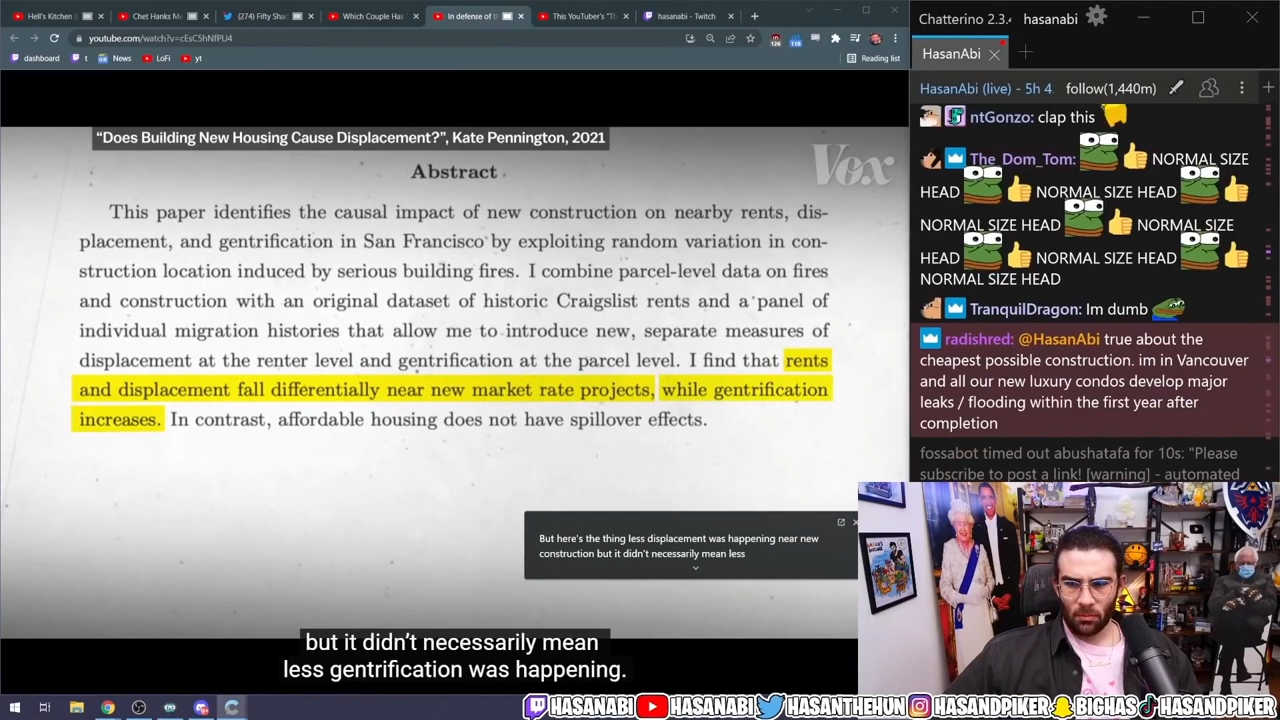 Hell's Kitchen
Chet Hanks M
(274) Fifty Sha
Which Couple Ha
In defense of t
This YouTuber's "Th
hasanabi - Twitch
youtube.com/watch?v=cEsC5hNfPU4
126
116
dashboard
t
News
LoFi
yt
Reading list
"Does Building New Housing Cause Displacement?", Kate Pennington, 2021
Vox
Abstract
This paper identifies the causal impact of new construction on nearby rents, dis-
placement, and gentrification in San Francisco by exploiting random variation in con-
struction location induced by serious building fires. I combine parcel-level data on fires
and construction with an original dataset of historic Craigslist rents and a panel of
individual migration histories that allow me to introduce new, separate measures of
displacement at the renter level and gentrification at the parcel level. I find that rents
and displacement fall differentially near new market rate projects, while gentrification
increases. In contrast, affordable housing does not have spillover effects.
But here's the thing less displacement was happening near new
construction but it didn't necessarily mean less
but it didn't necessarily mean
less gentrification was happening.
Chatterino 2.3.
hasanabi
HasanAbi
HasanAbi (live) - 5h 4
follow(1,440m)
ntGonzo: clap this
The_Dom_Tom: NORMAL SIZE
HEAD NORMAL SIZE HEAD
NORMAL SIZE HEAD NORMAL SIZE
HEAD NORMAL SIZE HEAD
NORMAL SIZE HEAD
TranquilDragon: Im dumb
radishred: @HasanAbi true about the
cheapest possible construction. im in Vancouver
and all our new luxury condos develop major
leaks / flooding within the first year after
completion
fossabot timed out abushatafa for 10s: "Please
subscribe to post a link! [warning] - automated
HASANABI
HASANABI
HASANTHEHUN
HASANDPIKER
BIGHAS
HASANDPIKER